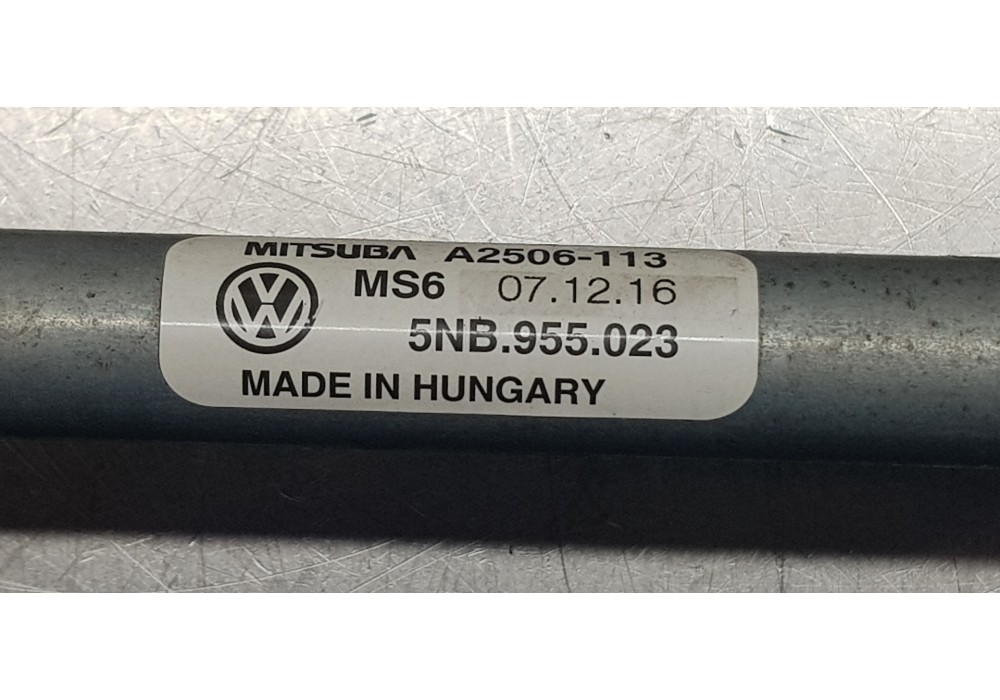 MITSUBA A2506-113
MS6 07.12.16
5NB.955.023
MADE IN HUNGARY